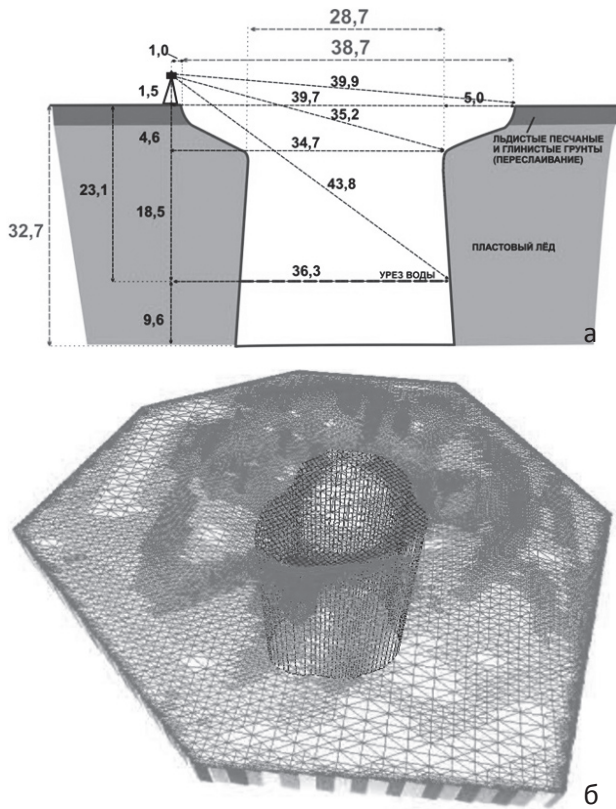 28,7
1,0
38,7
39,9
1,5
39,7
5,0
35,2
4,6
34,7
ЛЬДИСТЫЕ ПЕСЧАНЫЕ
И ГЛИНИСТЫЕ ГРУНТЫ
(ПЕРЕСЛАИВАНИЕ)
43,8
23,1
18,5
32,7
ПЛАСТОВЫЙ ЛЁД
36,3
УРЕЗ ВОДЫ
9,6
а
б